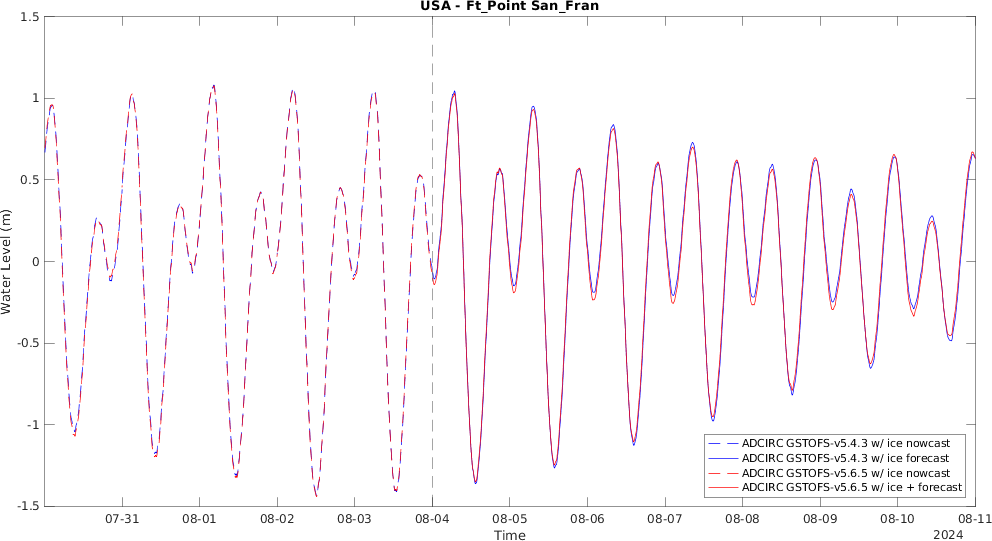 USA - Ft_Point San_Fran
1.5
1
0.5
0
-0.5
-1
-1.5
Water Level (m)
ADCIRC GSTOFS-v5.4.3 w/ ice nowcast
ADCIRC GSTOFS-v5.4.3 w/ ice forecast
ADCIRC GSTOFS-v5.6.5 w/ ice nowcast
ADCIRC GSTOFS-v5.6.5 w/ ice + forecast
07-31 08-01 08-02 08-03 08-04 08-05 08-06 08-07 08-08 08-09 08-10 08-11
Time
2024